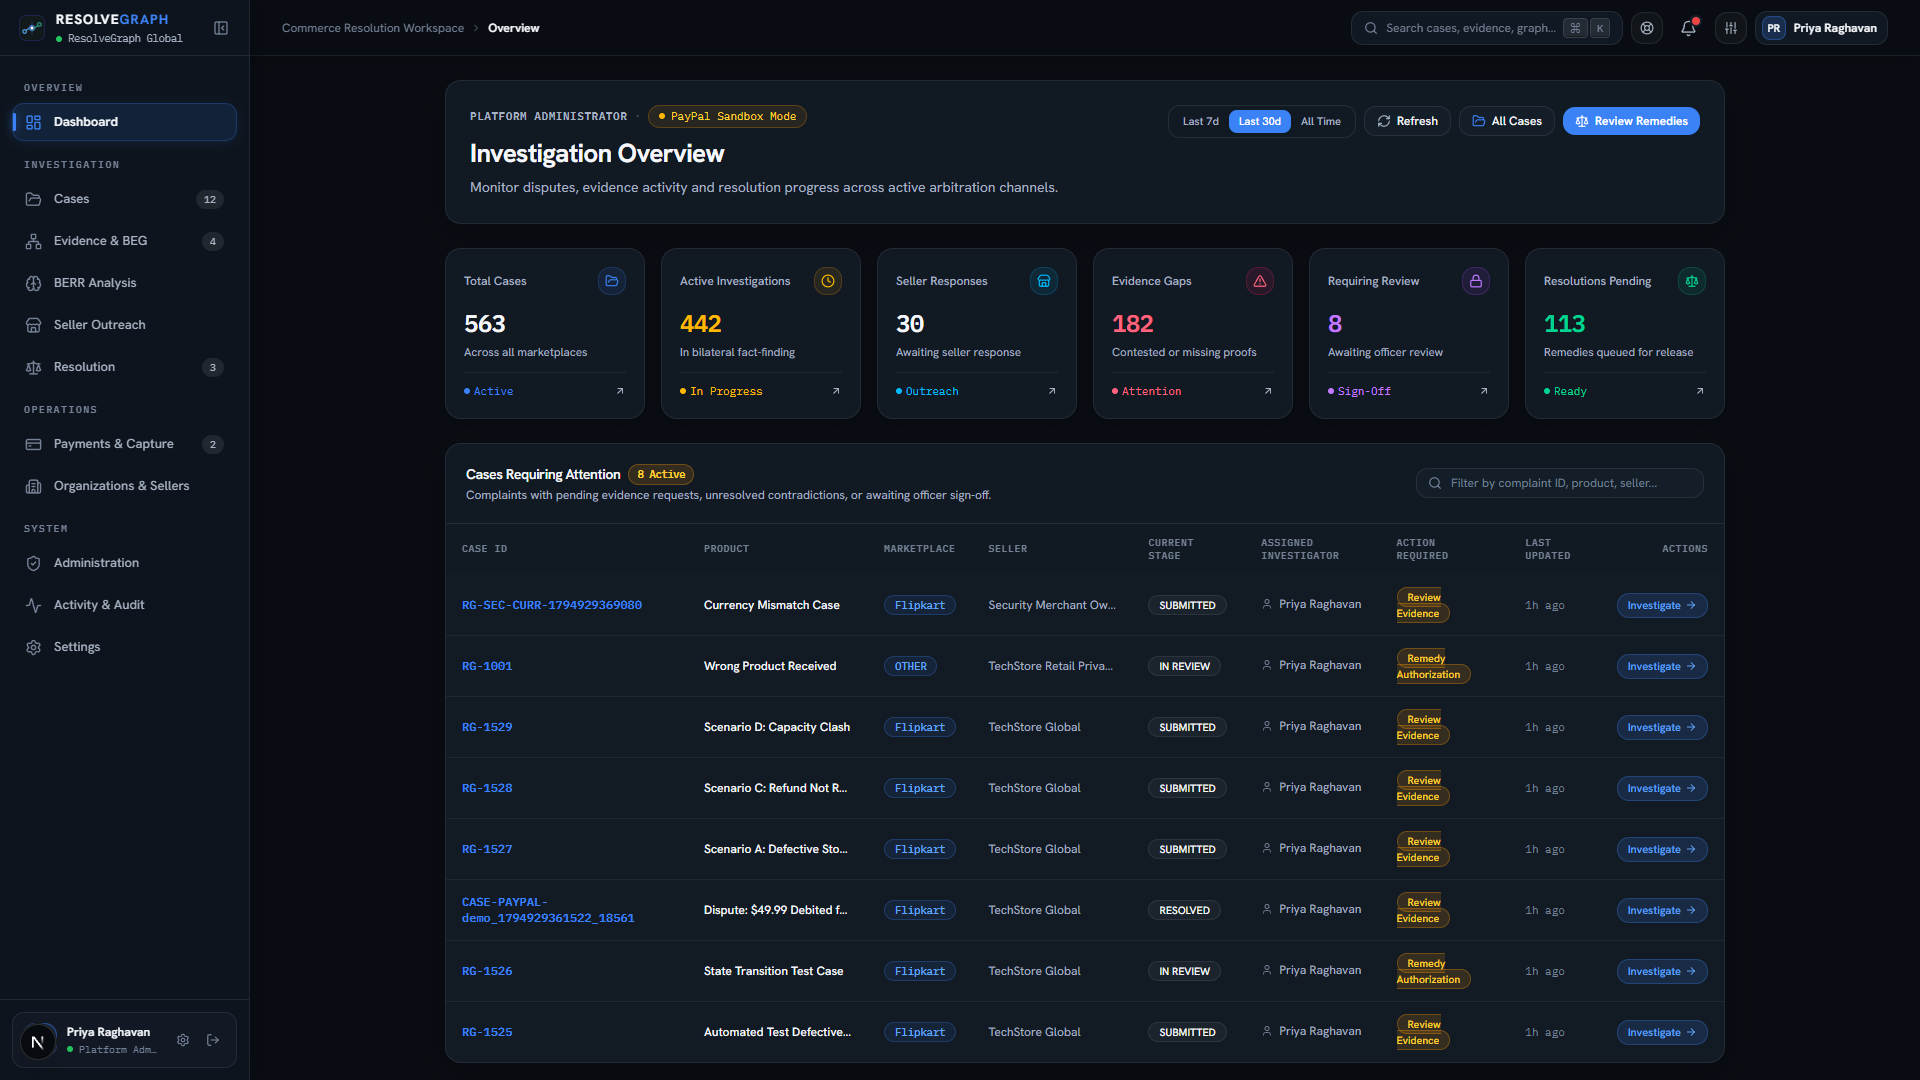 RESOLVEGRAPH
ResolveGraph Global
Commerce Resolution Workspace > Overview
Search cases, evidence, graph... ⌘ K
PR Priya Raghavan
OVERVIEW
Dashboard
INVESTIGATION
Cases 12
Evidence & BEG 4
BERR Analysis
Seller Outreach
Resolution 3
OPERATIONS
Payments & Capture 2
Organizations & Sellers
SYSTEM
Administration
Activity & Audit
Settings
N Priya Raghavan
Platform Adm...
PLATFORM ADMINISTRATOR · PayPal Sandbox Mode
Last 7d Last 30d All Time Refresh All Cases Review Remedies
Investigation Overview
Monitor disputes, evidence activity and resolution progress across active arbitration channels.
Total Cases
563
Across all marketplaces
Active
Active Investigations
442
In bilateral fact-finding
In Progress
Seller Responses
30
Awaiting seller response
Outreach
Evidence Gaps
182
Contested or missing proofs
Attention
Requiring Review
8
Awaiting officer review
Sign-Off
Resolutions Pending
113
Remedies queued for release
Ready
Cases Requiring Attention 8 Active
Complaints with pending evidence requests, unresolved contradictions, or awaiting officer sign-off.
Filter by complaint ID, product, seller...
CASE ID PRODUCT MARKETPLACE SELLER CURRENT STAGE ASSIGNED INVESTIGATOR ACTION REQUIRED LAST UPDATED ACTIONS
RG-SEC-CURR-1794929369080 Currency Mismatch Case Flipkart Security Merchant Ow... SUBMITTED Priya Raghavan Review Evidence 1h ago Investigate →
RG-1001 Wrong Product Received OTHER TechStore Retail Priva... IN REVIEW Priya Raghavan Remedy Authorization 1h ago Investigate →
RG-1529 Scenario D: Capacity Clash Flipkart TechStore Global SUBMITTED Priya Raghavan Review Evidence 1h ago Investigate →
RG-1528 Scenario C: Refund Not R... Flipkart TechStore Global SUBMITTED Priya Raghavan Review Evidence 1h ago Investigate →
RG-1527 Scenario A: Defective Sto... Flipkart TechStore Global SUBMITTED Priya Raghavan Review Evidence 1h ago Investigate →
CASE-PAYPAL-demo_1794929361522_18561 Dispute: $49.99 Debited f... Flipkart TechStore Global RESOLVED Priya Raghavan Review Evidence 1h ago Investigate →
RG-1526 State Transition Test Case Flipkart TechStore Global IN REVIEW Priya Raghavan Remedy Authorization 1h ago Investigate →
RG-1525 Automated Test Defective... Flipkart TechStore Global SUBMITTED Priya Raghavan Review Evidence 1h ago Investigate →